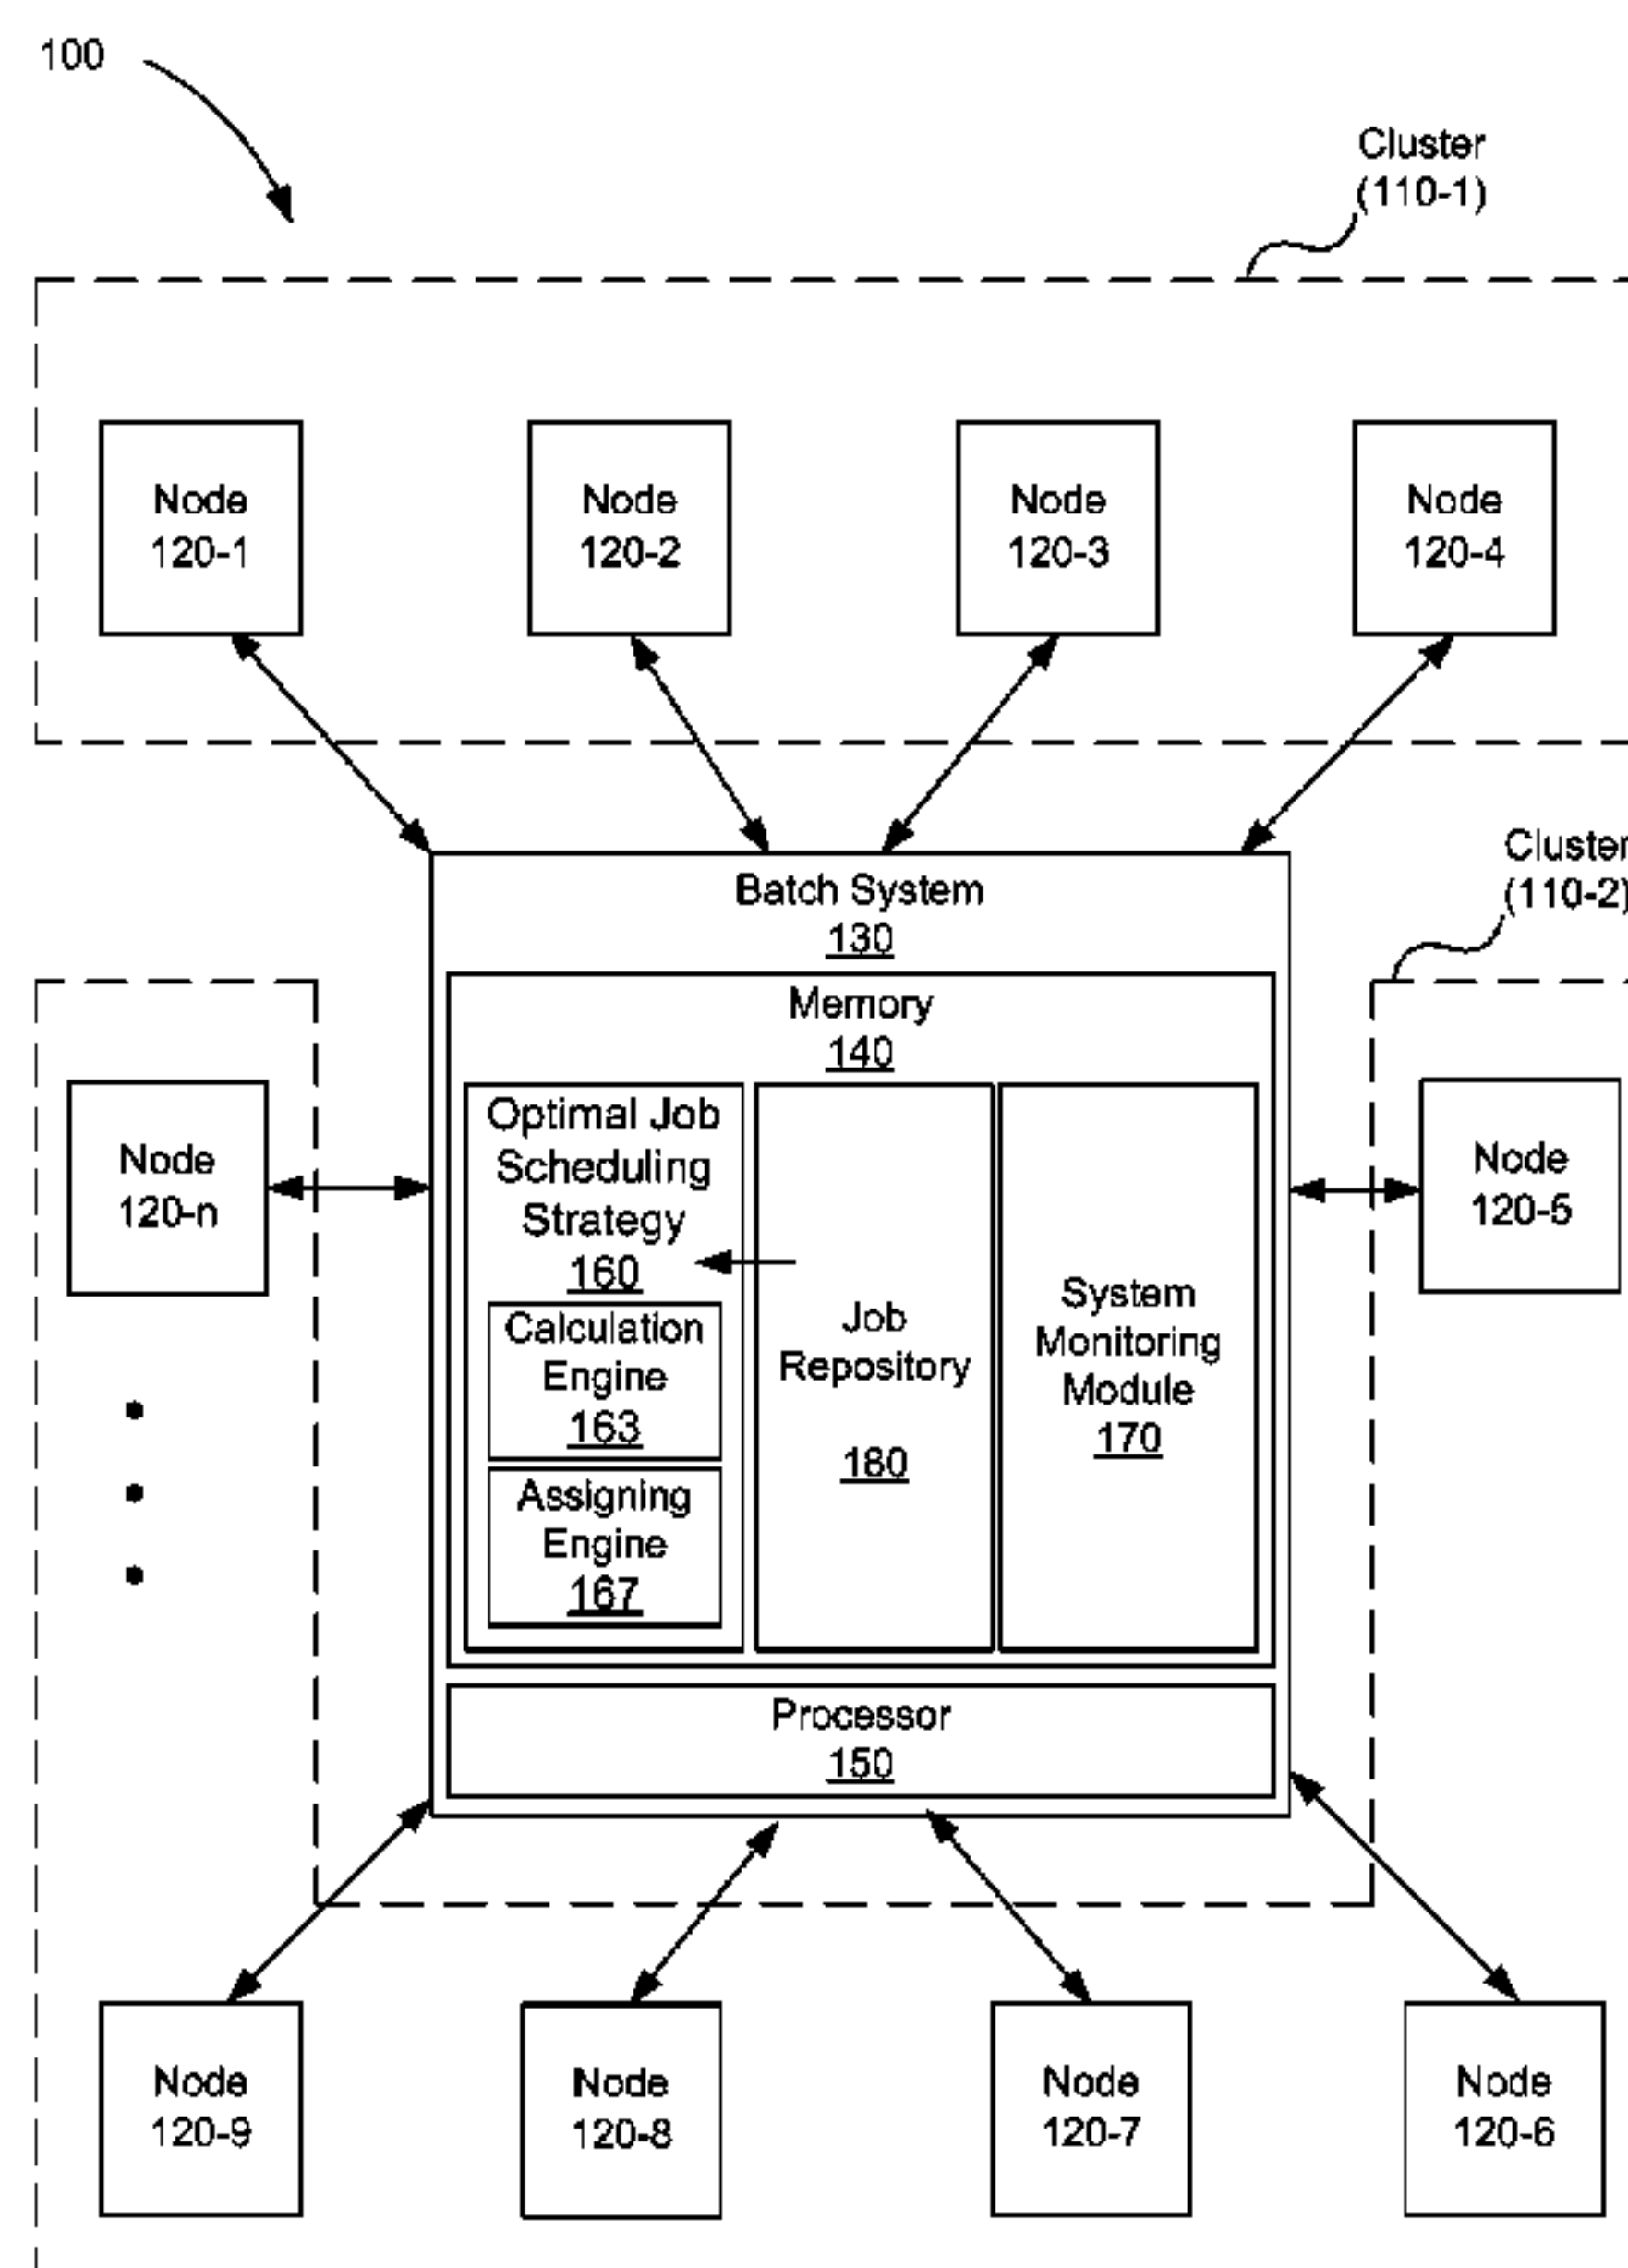 100
Cluster
(110-1)
Node
120-1
Node
120-2
Node
120-3
Node
120-4
Cluster
(110-2)
Batch System
130
Memory
140
Optimal Job
Scheduling
Strategy
160
Calculation
Engine
163
Assigning
Engine
167
Job
Repository
180
System
Monitoring
Module
170
Processor
150
Node
120-n
Node
120-5
Node
120-9
Node
120-8
Node
120-7
Node
120-6